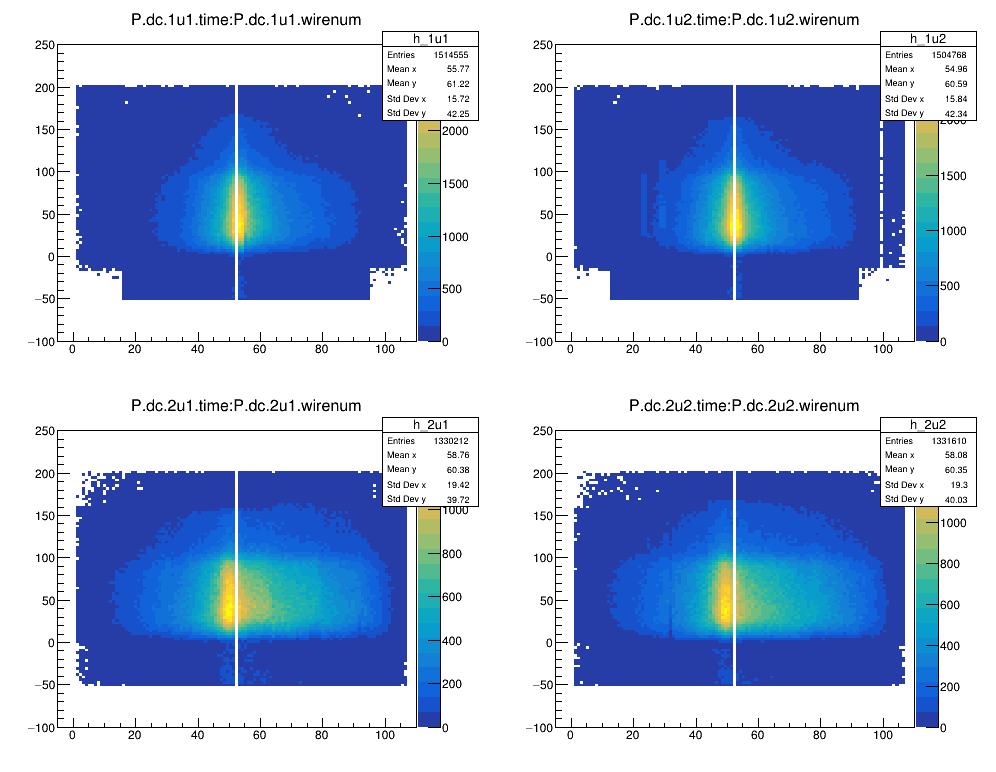 P.dc.1u1.time:P.dc.1u1.wirenum
h_1u1
Entries 1514555
Mean x 55.77
Mean y 61.22
Std Dev x 15.72
Std Dev y 42.25
250
200
150
100
50
0
−50
−100
0 20 40 60 80 100
2000
1500
1000
500
0
P.dc.1u2.time:P.dc.1u2.wirenum
h_1u2
Entries 1504768
Mean x 54.96
Mean y 60.59
Std Dev x 15.84
Std Dev y 42.34
250
200
150
100
50
0
−50
−100
0 20 40 60 80 100
2000
1500
1000
500
0
P.dc.2u1.time:P.dc.2u1.wirenum
h_2u1
Entries 1330212
Mean x 58.76
Mean y 60.38
Std Dev x 19.42
Std Dev y 39.72
250
200
150
100
50
0
−50
−100
0 20 40 60 80 100
1000
800
600
400
200
0
P.dc.2u2.time:P.dc.2u2.wirenum
h_2u2
Entries 1331610
Mean x 58.08
Mean y 60.35
Std Dev x 19.3
Std Dev y 40.03
250
200
150
100
50
0
−50
−100
0 20 40 60 80 100
1000
800
600
400
200
0